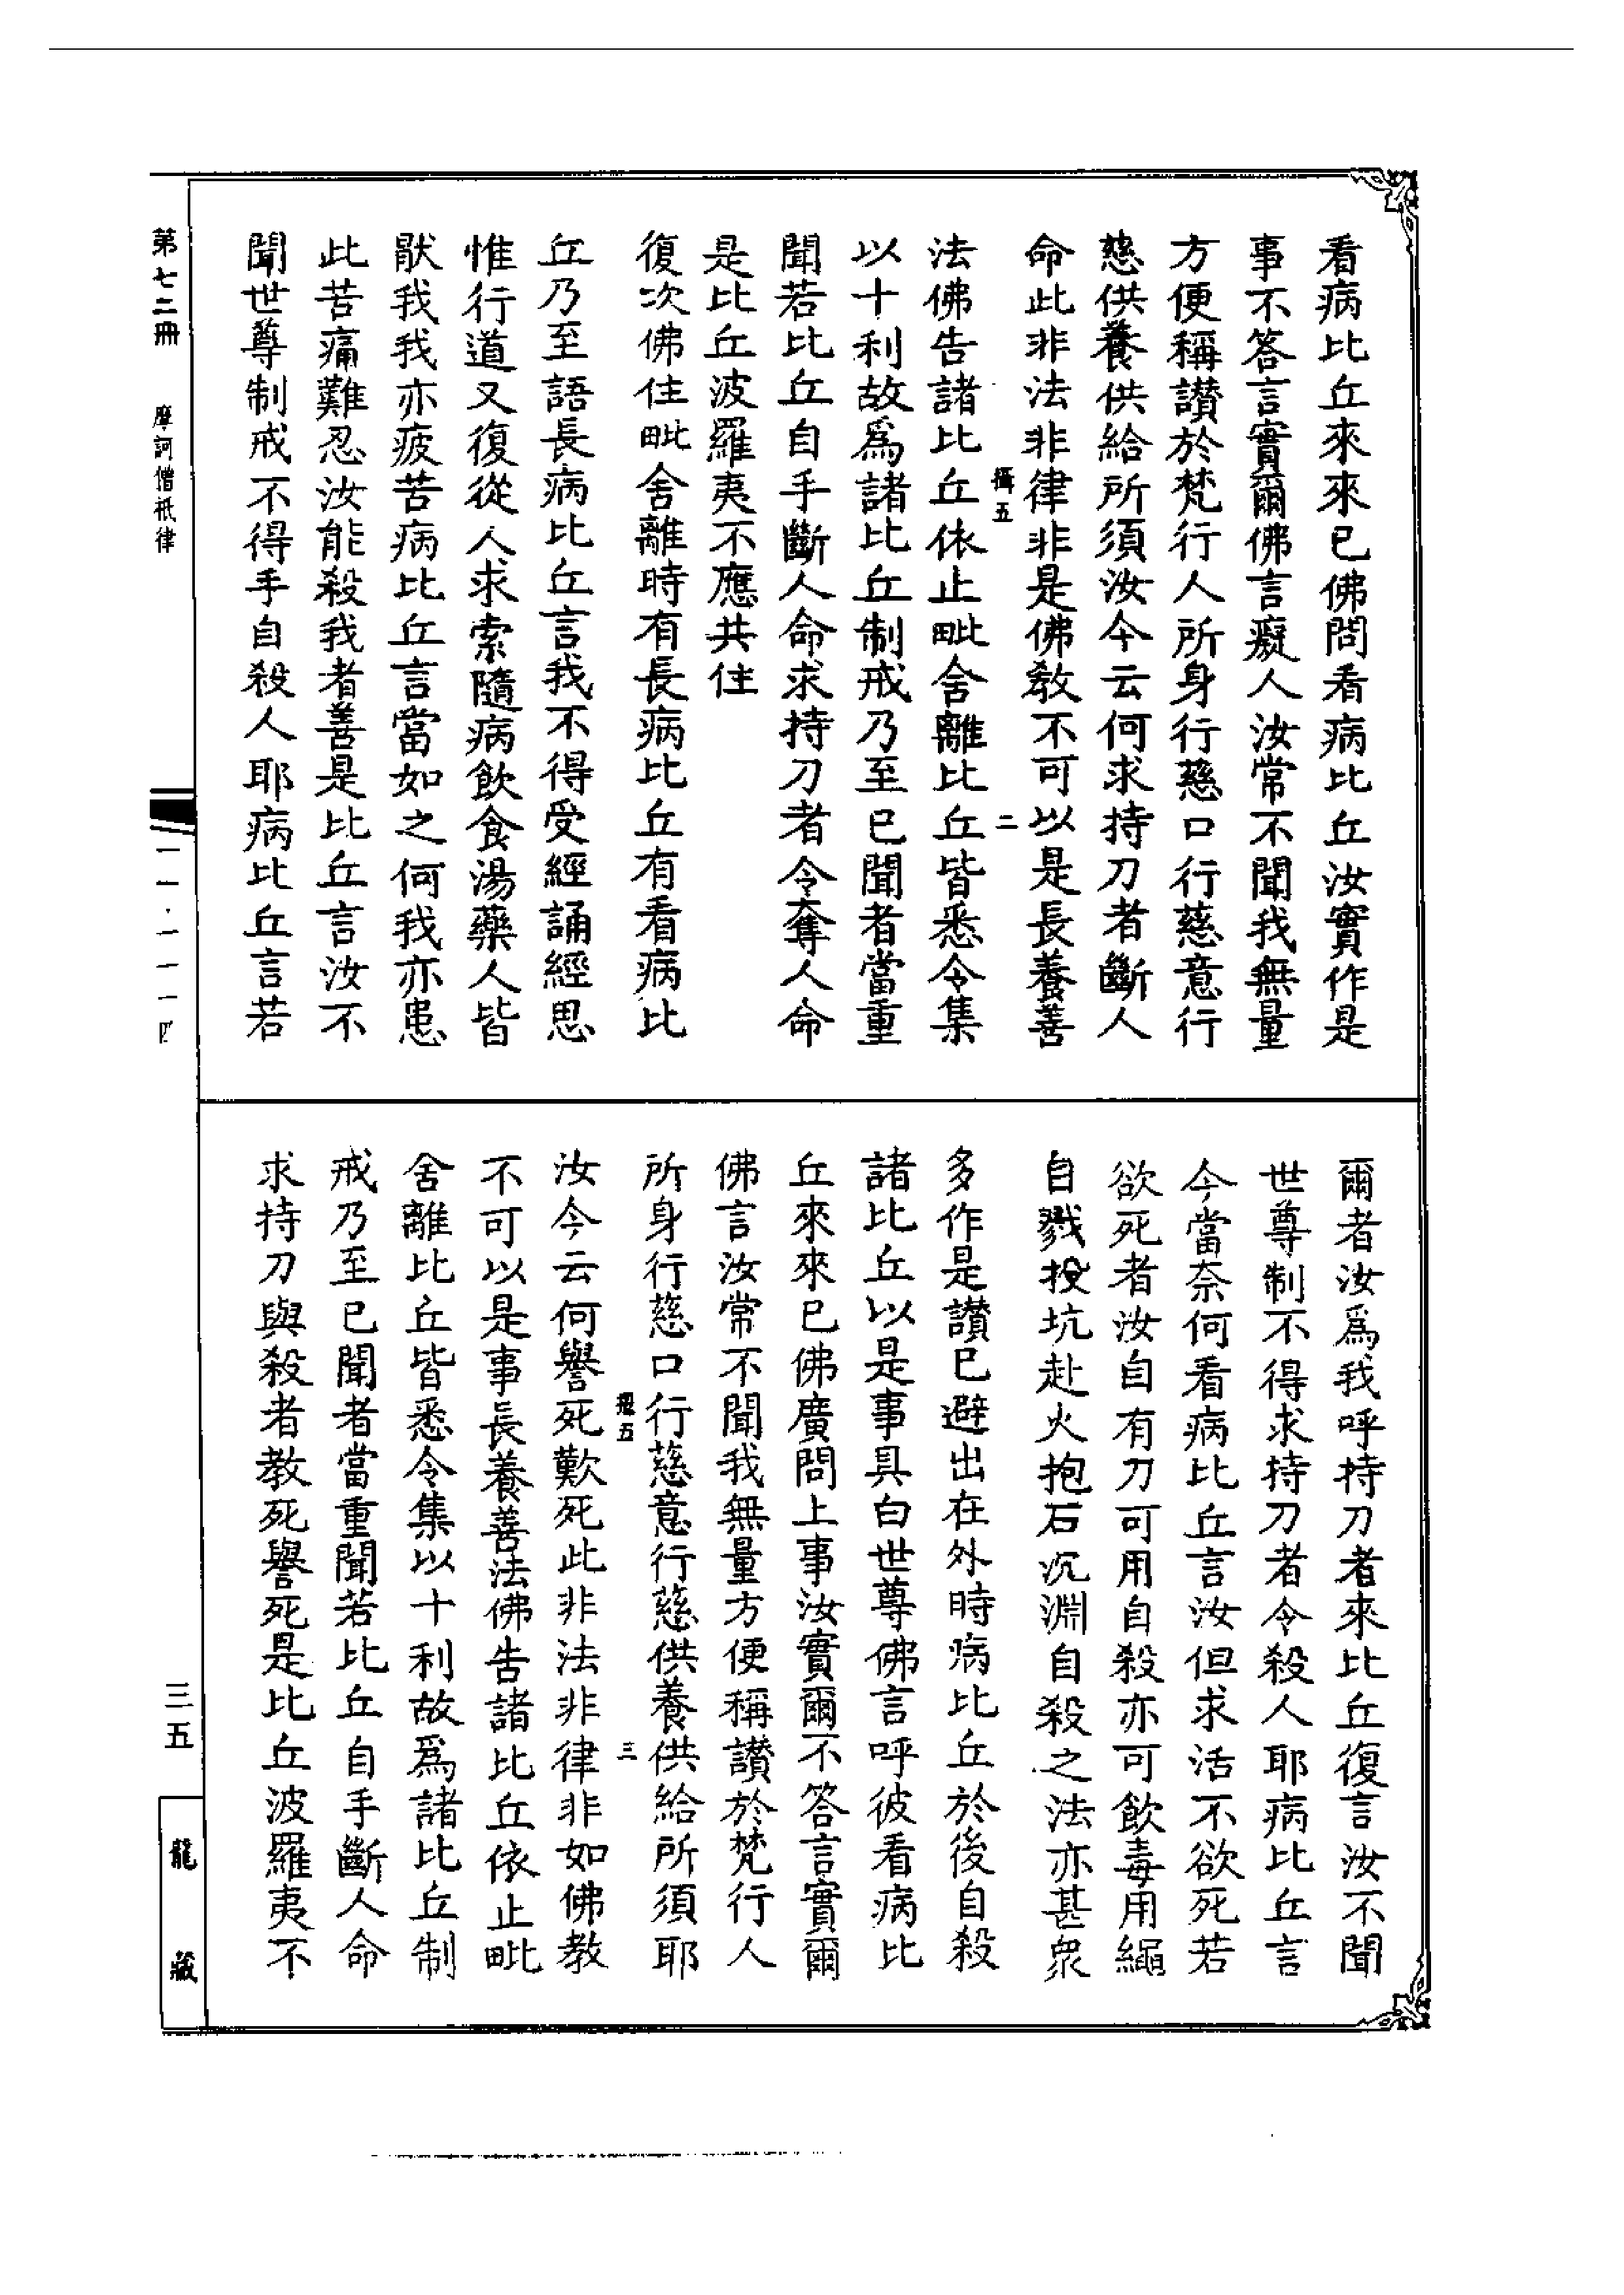 看病比丘來來已佛問看病比丘汝實作是
事不答言實爾佛言癡人汝常不聞我無量
方便稱讚於梵行人所身行慈口行慈意行
慈供養供給所須汝今云何求持刀者斷人
命此非法非律非是佛教不可以是長養善
二
法佛告諸比丘依止毗舍離比丘皆悉令集
以十利故爲諸比丘制戒乃至已聞者當重
聞若比丘自手斷人命求持刀者令奪人命
是比丘波羅夷不應共住
復次佛住毗舍離時有長病比丘有看病比
丘乃至語長病比丘言我不得受經誦經思
惟行道又復從人求索隨病飲食湯藥人皆
猒我我亦疲苦病比丘言當如之何我亦患
此苦痛難忍汝能殺我者善是比丘言汝不
聞世尊制戒不得手自殺人耶病比丘言若
爾者汝爲我呼持刀者來比丘復言汝不聞
世尊制不得求持刀者令殺人耶病比丘言
今當奈何看病比丘言汝但求活不欲死若
欲死者汝自有刀可用自殺亦可飲毒用繩
自戮投坑赴火抱石沉淵自殺之法亦甚衆
多作是讚已避出在外時病比丘於後自殺
諸比丘以是事具白世尊佛言呼彼看病比
丘來來已佛廣問上事汝實爾不答言實爾
佛言汝常不聞我無量方便稱讚於梵行人
所身行慈口行慈意行慈供養供給所須耶
三
汝今云何譽死歎死此非法非律非如佛教
不可以是事長養善法佛告諸比丘依止毗
舍離比丘皆悉令集以十利故爲諸比丘制
戒乃至已聞者當重聞若比丘自手斷人命
求持刀與殺者教死譽死是比丘波羅夷不
第七二冊 摩訶僧祇律
三五
龍藏